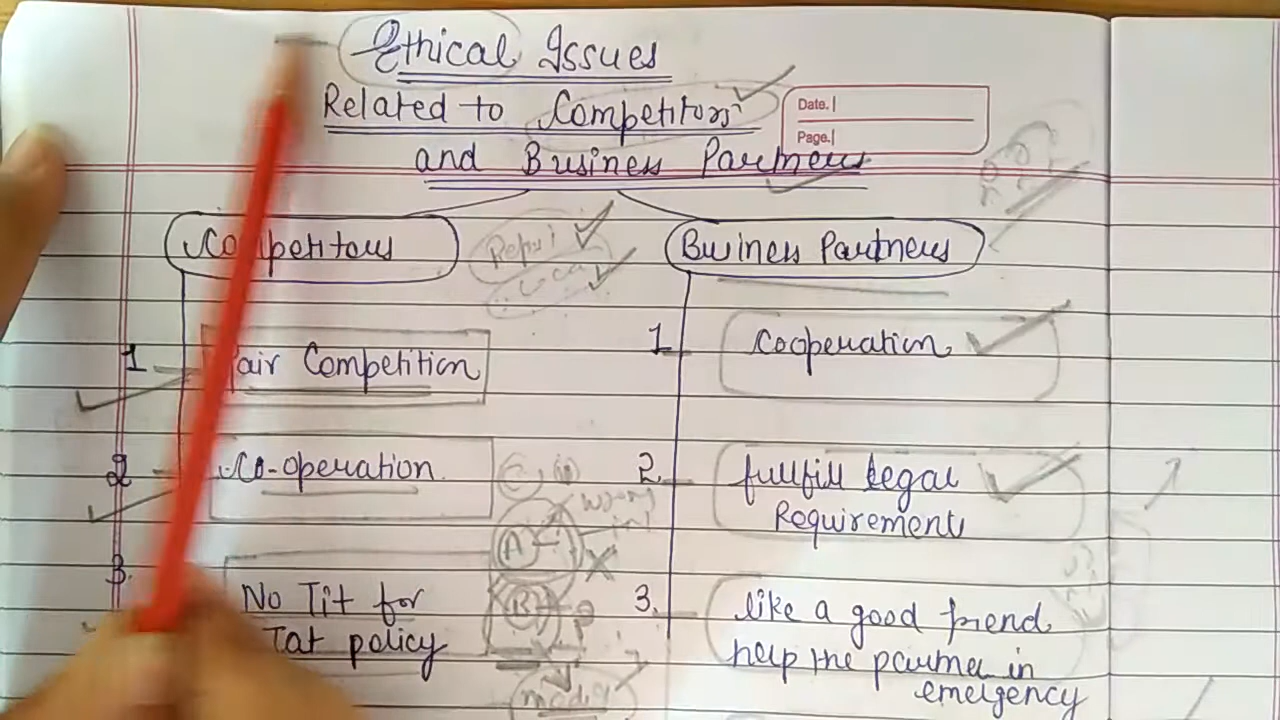 Ethical Issues
Related to Competitors
and Business Partners
Date.
Page.
Competitors
Business Partners
1 Fair Competition
1 Cooperation
2 Co-operation
2. fullfill Legal
Requirement
3.
No Tit for
Tat policy
3. like a good friend
help the partner in
emergency
A
B
media